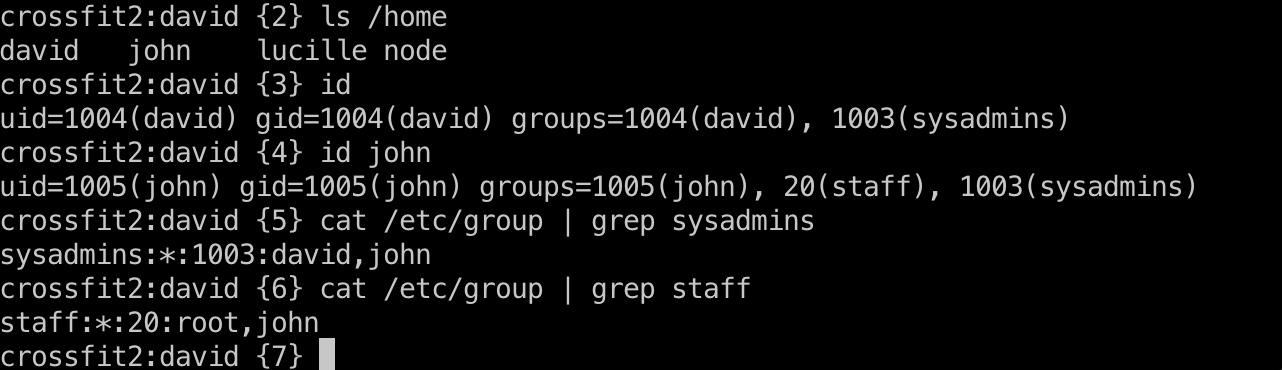 crossfit2:david {2} ls /home
david   john    lucille node
crossfit2:david {3} id
uid=1004(david) gid=1004(david) groups=1004(david), 1003(sysadmins)
crossfit2:david {4} id john
uid=1005(john) gid=1005(john) groups=1005(john), 20(staff), 1003(sysadmins)
crossfit2:david {5} cat /etc/group | grep sysadmins
sysadmins:*:1003:david,john
crossfit2:david {6} cat /etc/group | grep staff
staff:*:20:root,john
crossfit2:david {7}